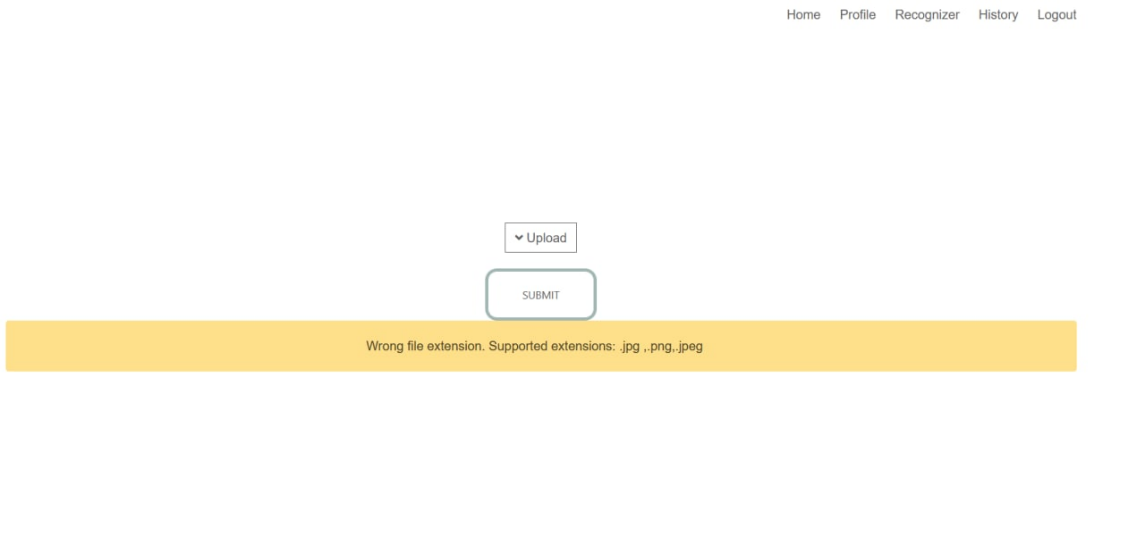 Home Profile Recognizer History Logout
Upload
SUBMIT
Wrong file extension. Supported extensions: .jpg ,.png,.jpeg